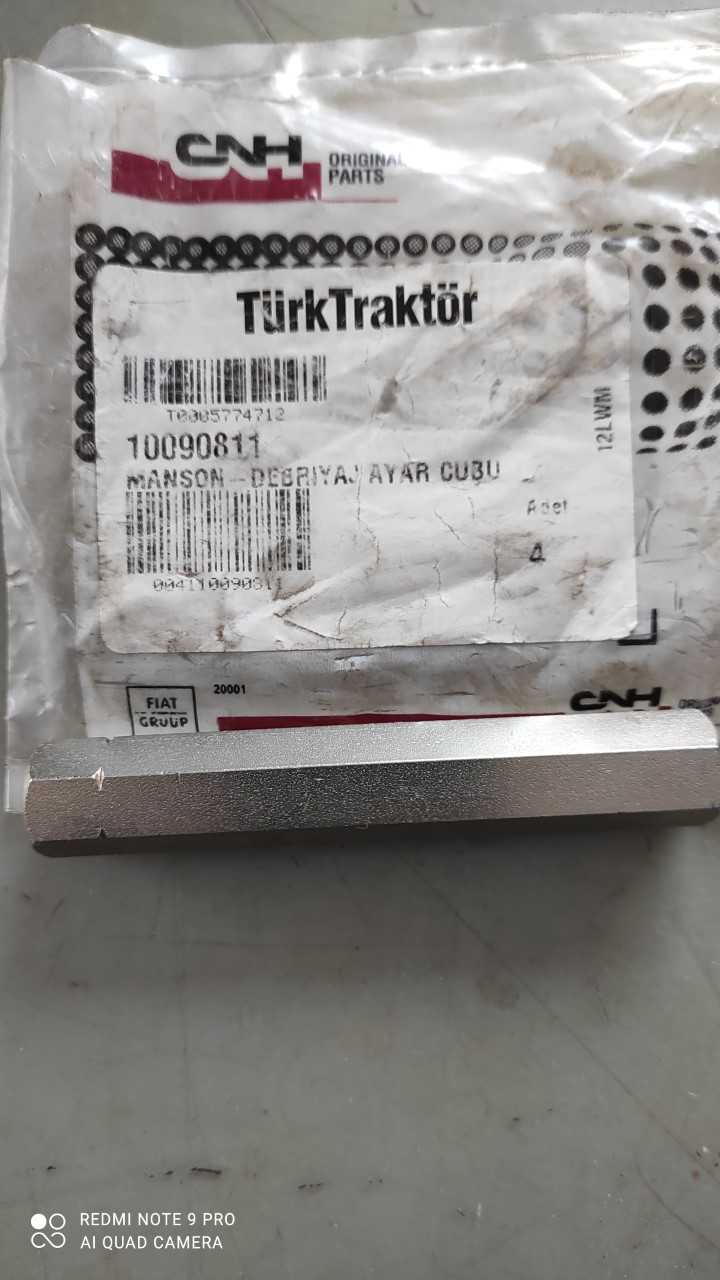 CNH
ORIGINAL
PARTS
TürkTraktör
T0005774712
10090811
MANSON-DEBRIYAJ AYAR CUBU
12LWM
Adet
4
004110090811
20001
FIAT
GROUP
CNH
REDMI NOTE 9 PRO
AI QUAD CAMERA